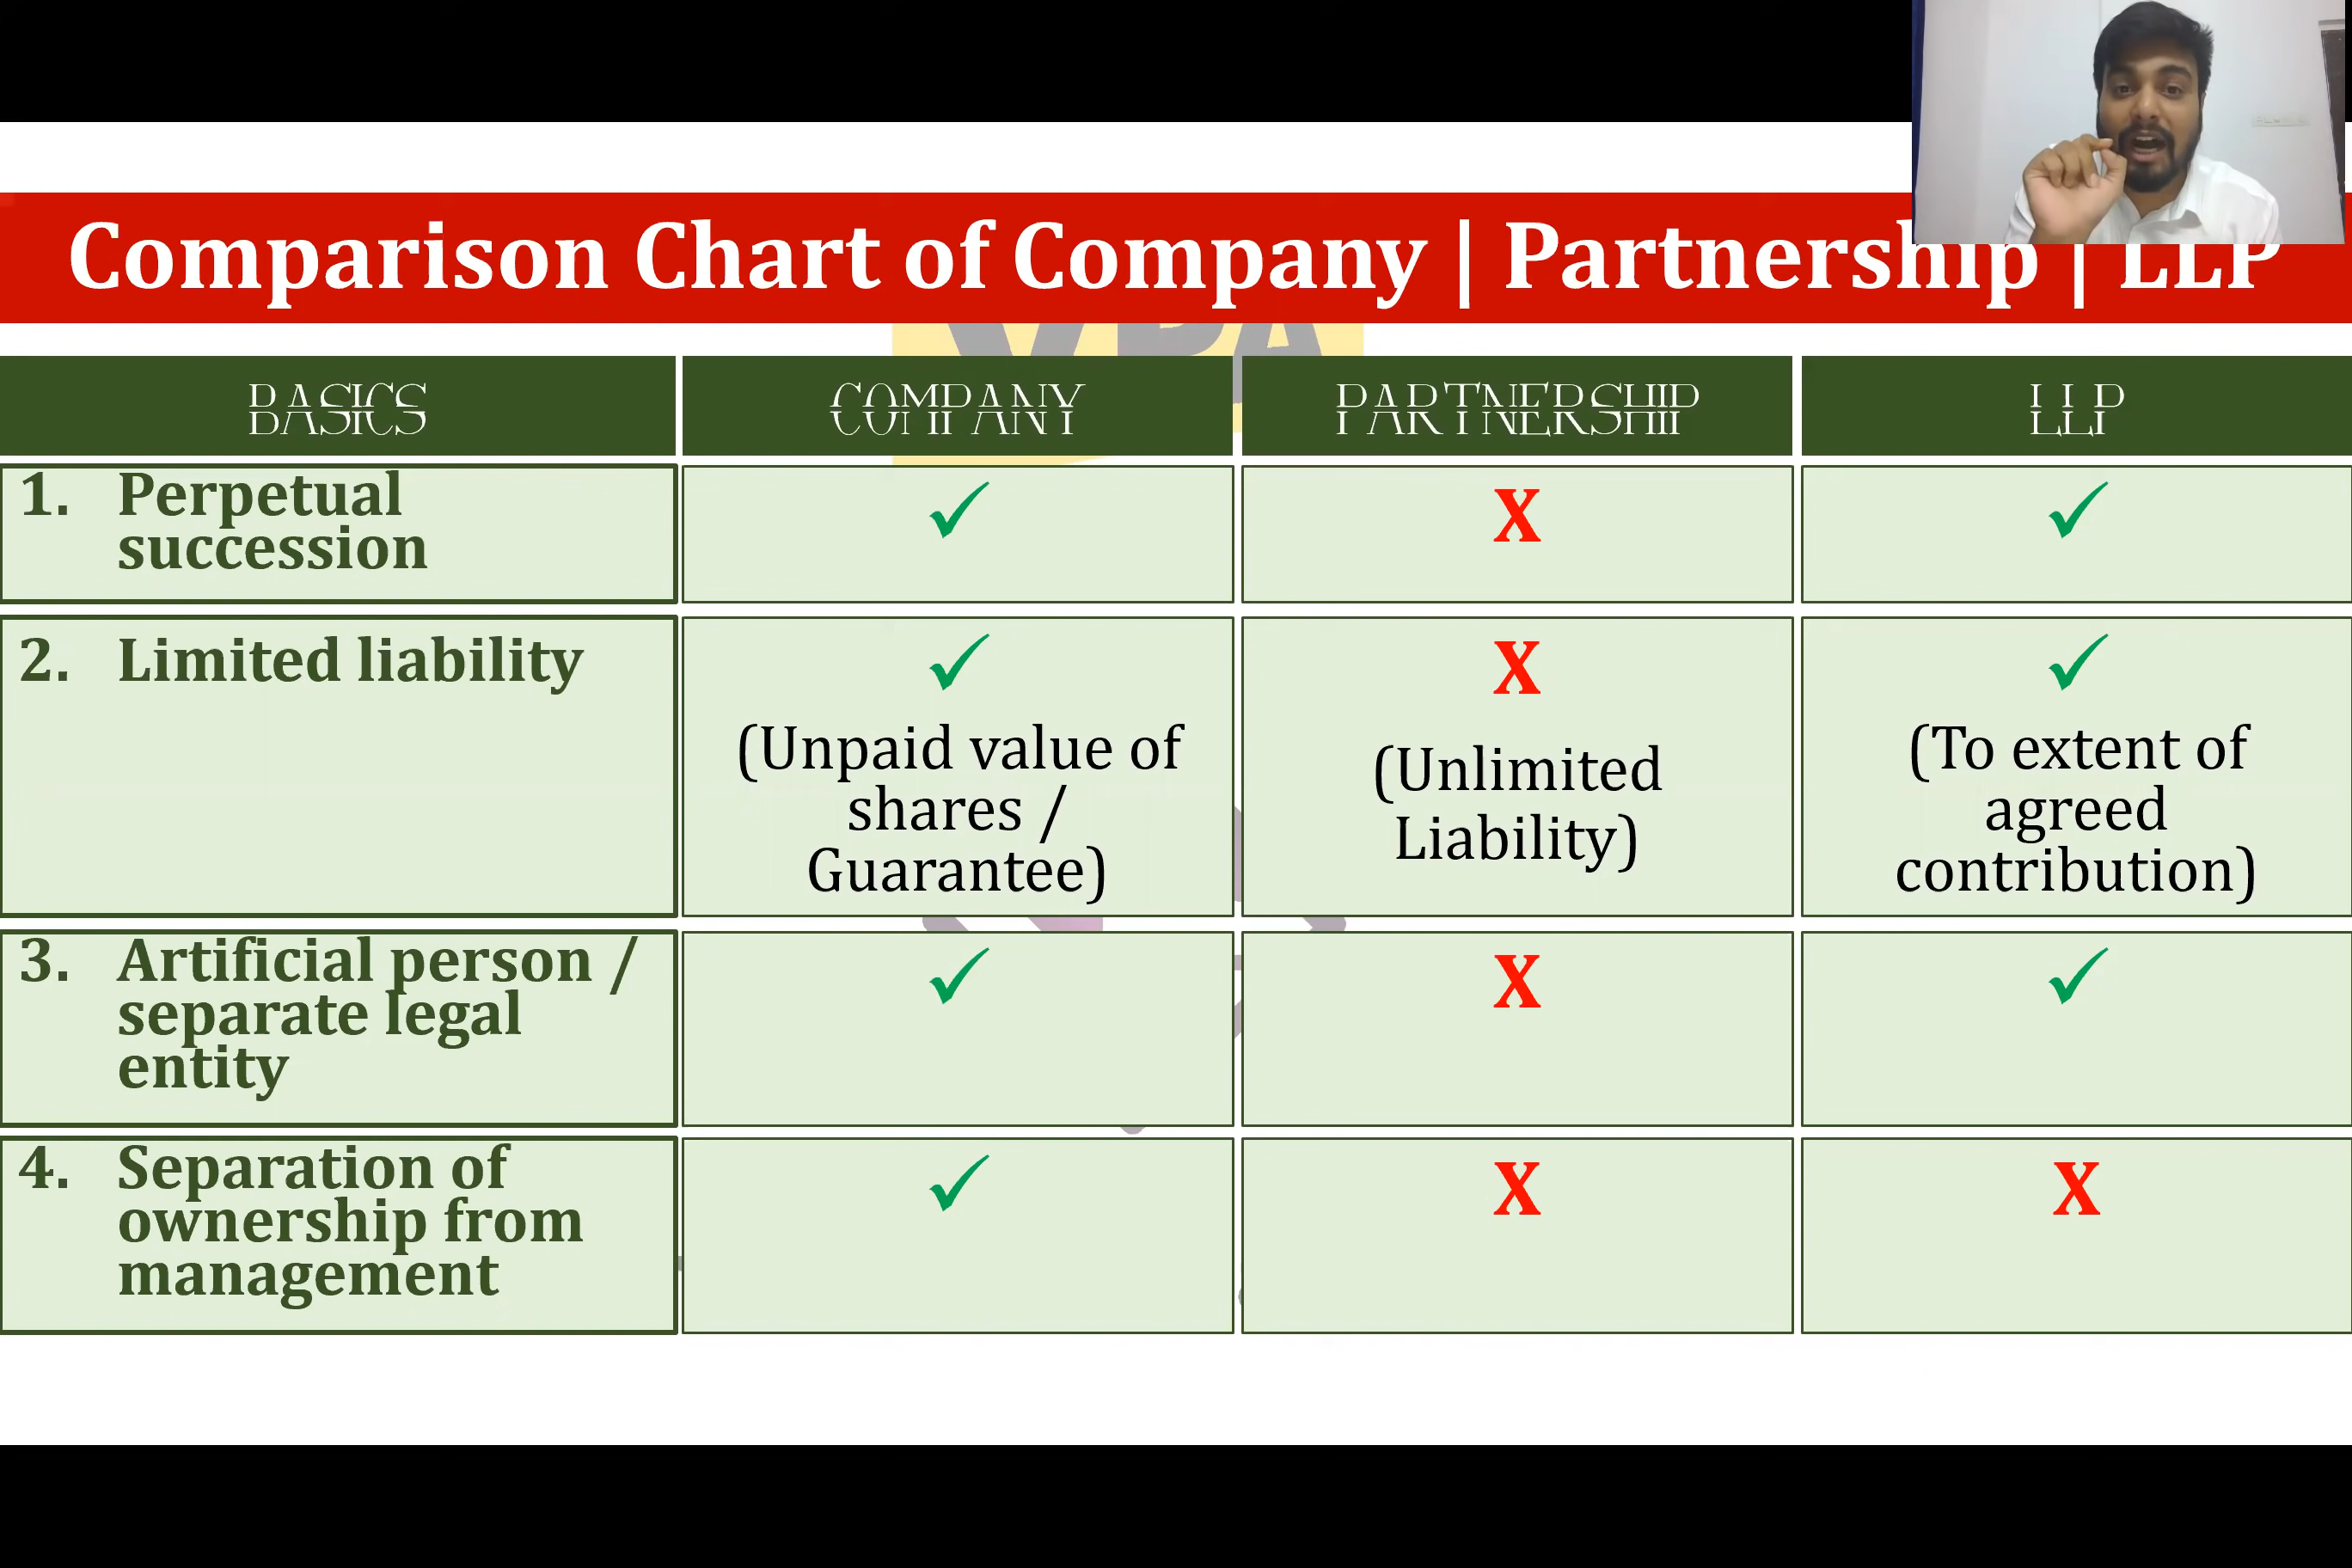 Comparison Chart of Company | Partnership | LLP
BASICS
COMPANY
PARTNERSHIP
LLP
1. Perpetual
succession
✓
X
✓
2. Limited liability
✓
(Unpaid value of
shares /
Guarantee)
X
(Unlimited
Liability)
✓
(To extent of
agreed
contribution)
3. Artificial person /
separate legal
entity
✓
X
✓
4. Separation of
ownership from
management
✓
X
X